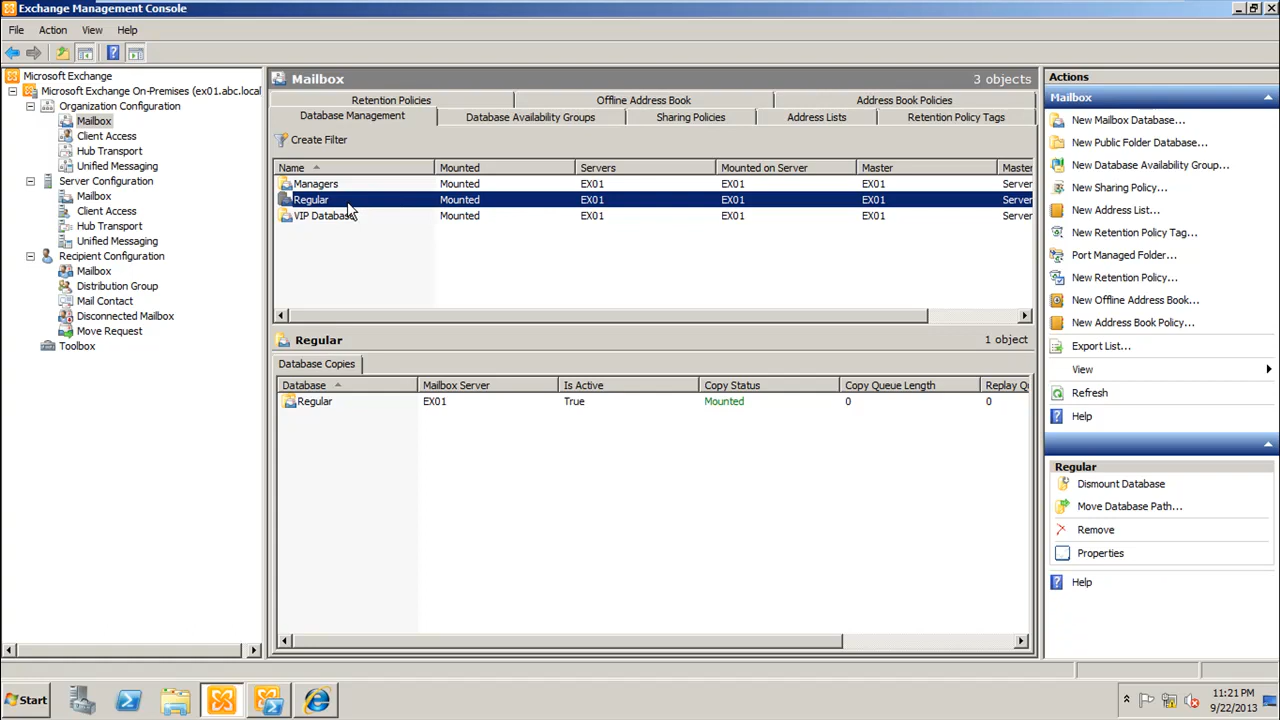 Exchange Management Console
File Action View Help
Microsoft Exchange
Microsoft Exchange On-Premises (ex01.abc.local
Organization Configuration
Mailbox
Client Access
Hub Transport
Unified Messaging
Server Configuration
Mailbox
Client Access
Hub Transport
Unified Messaging
Recipient Configuration
Mailbox
Distribution Group
Mail Contact
Disconnected Mailbox
Move Request
Toolbox
Mailbox 3 objects
Retention Policies Offline Address Book Address Book Policies
Database Management Database Availability Groups Sharing Policies Address Lists Retention Policy Tags
Create Filter
Name Mounted Servers Mounted on Server Master Master
Managers Mounted EX01 EX01 EX01 Server
Regular Mounted EX01 EX01 EX01 Server
VIP Database Mounted EX01 EX01 EX01 Server
Regular 1 object
Database Copies
Database Mailbox Server Is Active Copy Status Copy Queue Length Replay Q
Regular EX01 True Mounted 0 0
Actions
Mailbox
New Mailbox Database...
New Public Folder Database...
New Database Availability Group...
New Sharing Policy...
New Address List...
New Retention Policy Tag...
Port Managed Folder...
New Retention Policy...
New Offline Address Book...
New Address Book Policy...
Export List...
View
Refresh
Help
Regular
Dismount Database
Move Database Path...
Remove
Properties
Help
Start
11:21 PM
9/22/2013